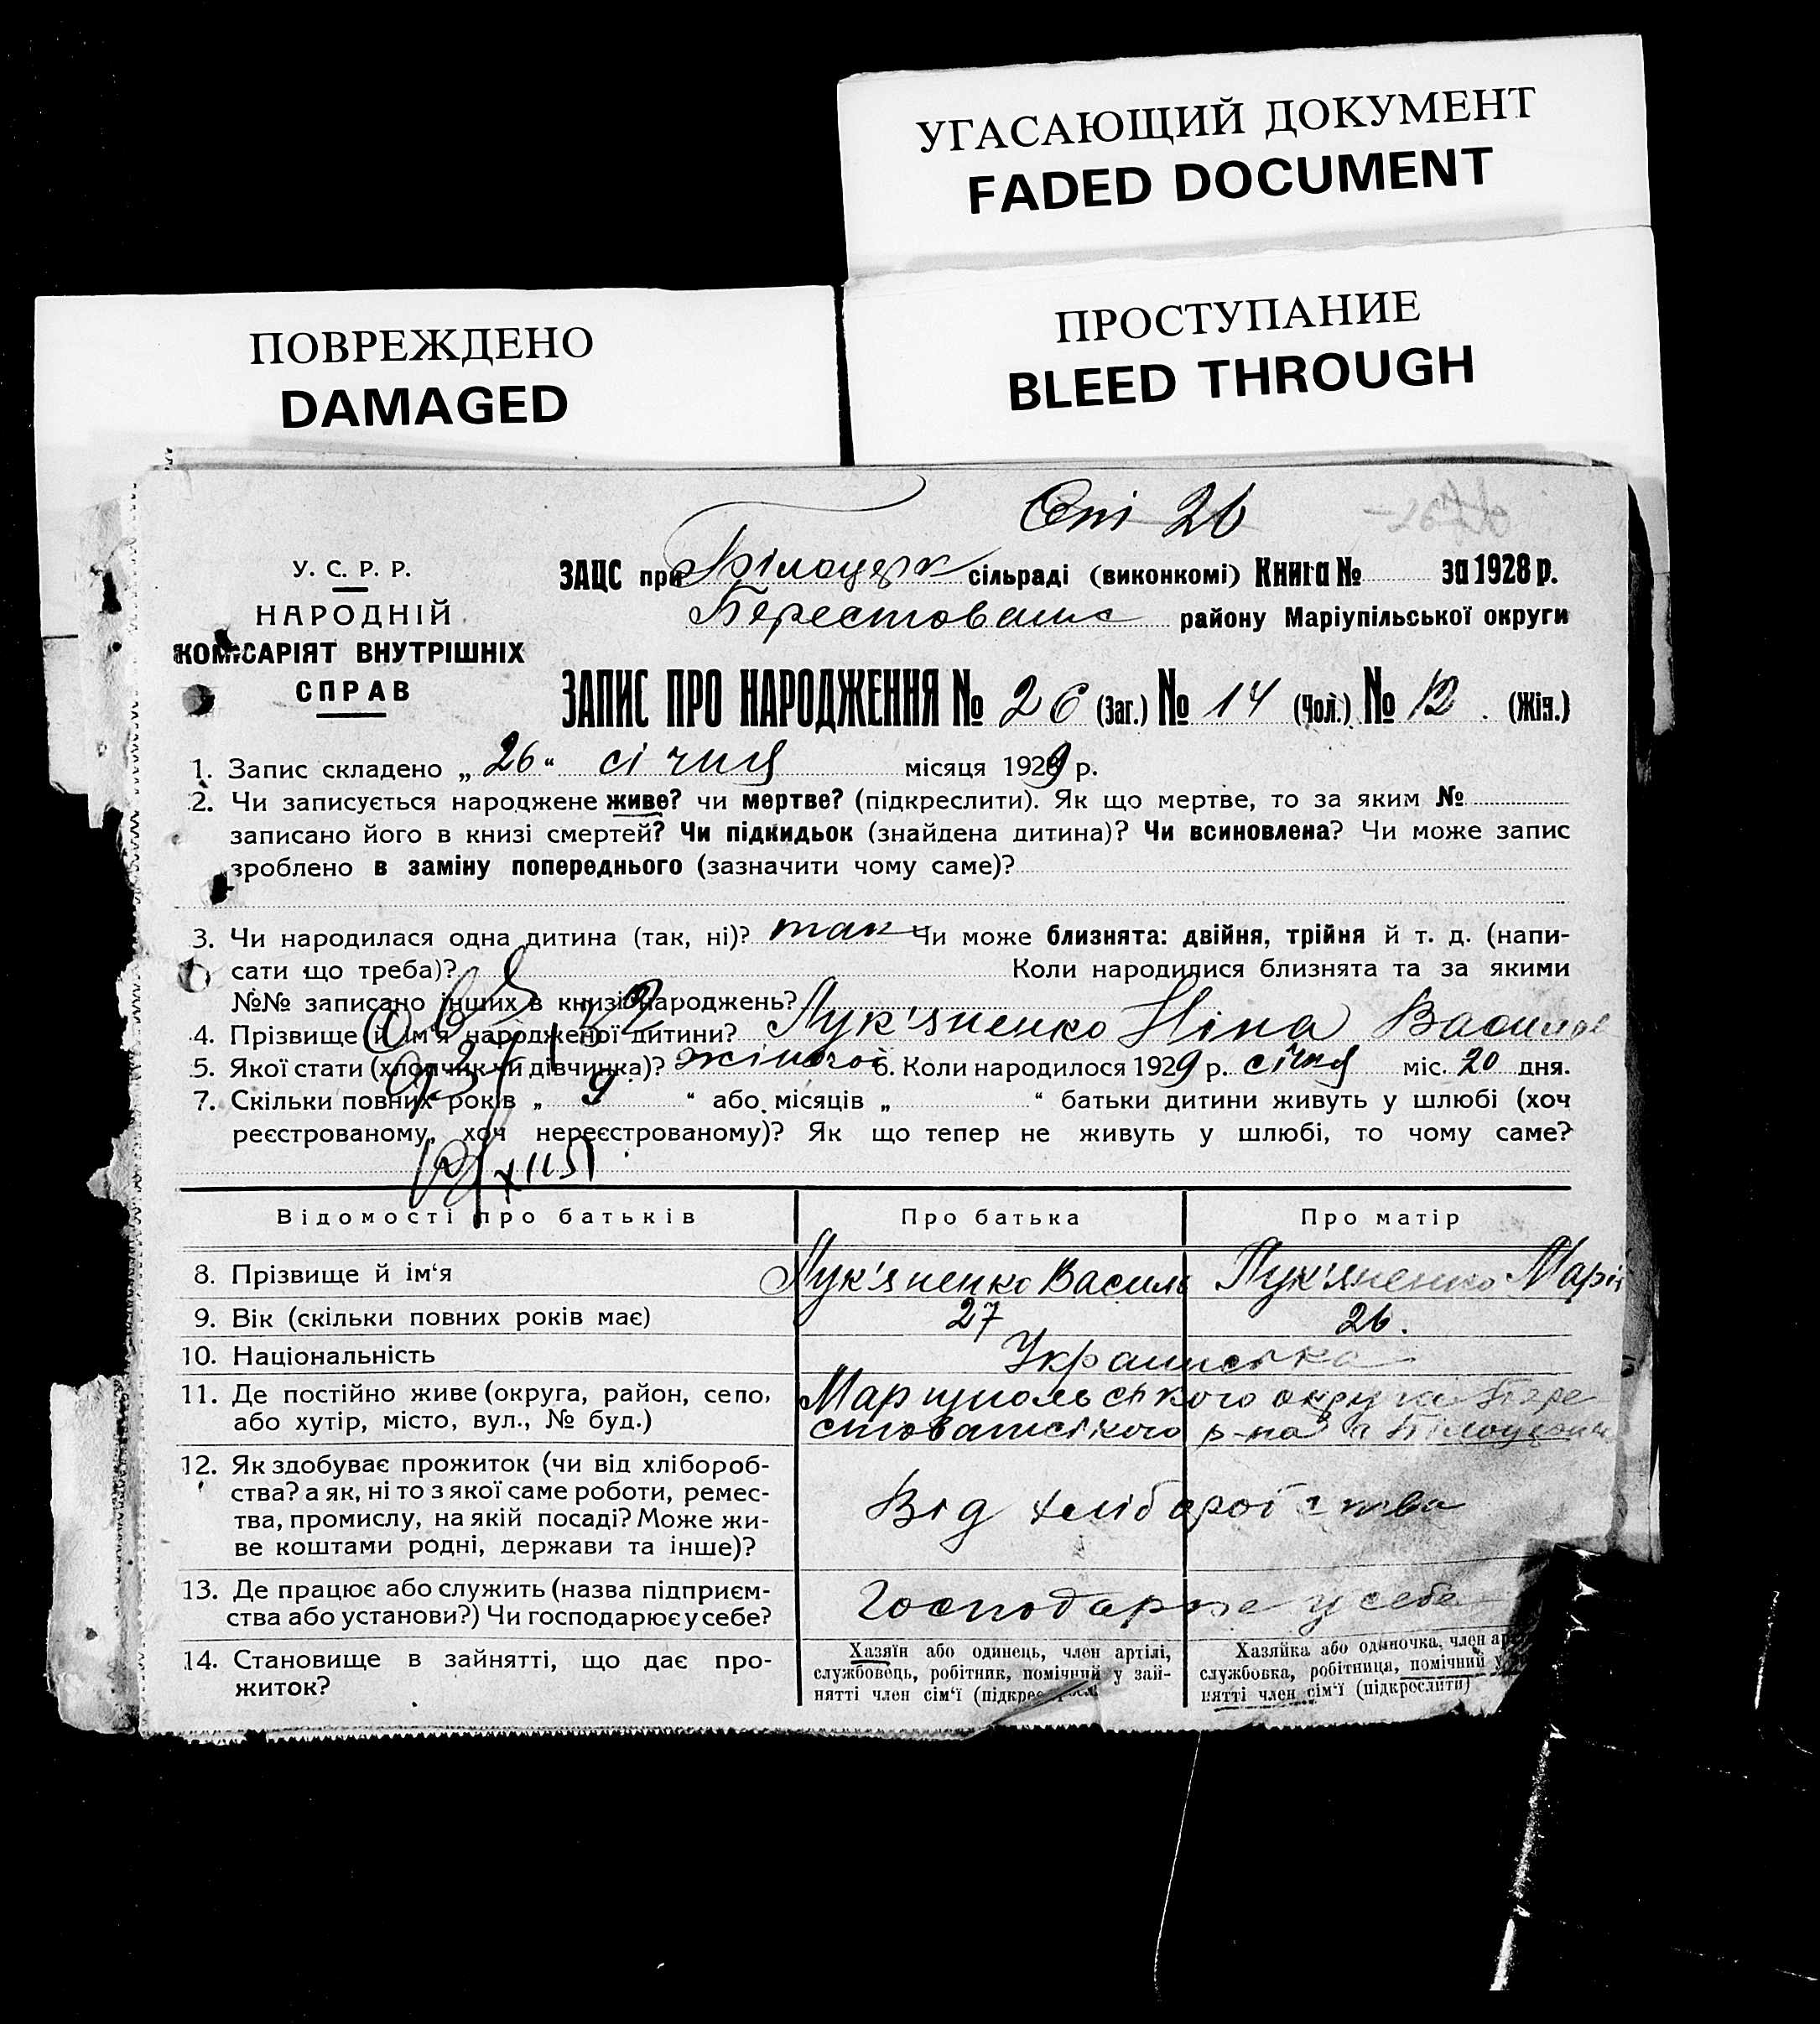 УГАСАЮЩИЙ ДОКУМЕНТ
FADED DOCUMENT
ПРОСТУПАНИЕ
BLEED THROUGH
ПОВРЕЖДЕНО
DAMAGED
26
У. С. Р. Р.
НАРОДНІЙ
КОМІСАРІЯТ ВНУТРІШНІХ
СПРАВ
ЗАЦС при Білоцерк сільраді (виконкомі) Книга № за 1928 р.
Берестовськ району Маріупільської округи
ЗАПИС ПРО НАРОДЖЕННЯ № 26 (Заг.) № 14 (Чол.) № 12 . (Жін.)
1. Запис складено „ 26 “ січня місяця 1929 р.
2. Чи записується народжене живе? чи мертве? (підкреслити). Як що мертве, то за яким №
записано його в книзі смертей? Чи підкидьок (знайдена дитина)? Чи всиновлена? Чи може запис
зроблено в заміну попереднього (зазначити чому саме)?
3. Чи народилася одна дитина (так, ні)? так Чи може близнята: двійня, трійня й т. д. (напи-
сати що треба)? Коли народилися близнята та за якими
№№ записано інших в книзі народжень?
4. Прізвище й ім'я народженої дитини? Лук'яненко Ніна Васил
5. Якої стати (хлопчик чи дівчинка)? жіночої 6. Коли народилося 1929 р. січня міс. 20 дня.
7. Скільки повних років „ 9 “ або місяців „ “ батьки дитини живуть у шлюбі (хоч
реєстрованому, хоч нереєстрованому)? Як що тепер не живуть у шлюбі, то чому саме?
Відомості про батьків Про батька Про матір
8. Прізвище й ім‘я Лук'яненко Василь Лук'яненко Марія
9. Вік (скільки повних років має) 27 26.
10. Національність Українська
11. Де постійно живе (округа, район, село, Маріупольського округа Бере
або хутір, місто, вул., № буд.) стовського р-на
12. Як здобуває прожиток (чи від хлібороб-
ства? а як, ні то з якої саме роботи, ремес-
тва, промислу, на якій посаді? Може жи-
ве коштами родні, держави та інше)?
Від хліборобства
13. Де працює або служить (назва підприєм-
ства або установи?) Чи господарює у себе?
Господарює у себе
14. Становище в зайнятті, що дає про-
житок?
Хазяїн або одинець, член артілі,
службовець, робітник, помічний у зай-
нятті член сім‘ї
Хазяйка або одиночка, член
службовка, робітниця, помічний у
нятті член сім‘ї (підкреслити)